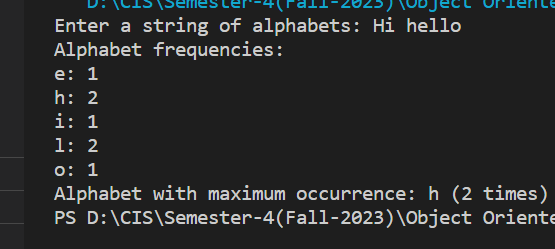 D:\CIS\Semester-4(Fall-2023)\Object Oriente
Enter a string of alphabets: Hi hello
Alphabet frequencies:
e: 1
h: 2
i: 1
l: 2
o: 1
Alphabet with maximum occurrence: h (2 times)
PS D:\CIS\Semester-4(Fall-2023)\Object Oriente